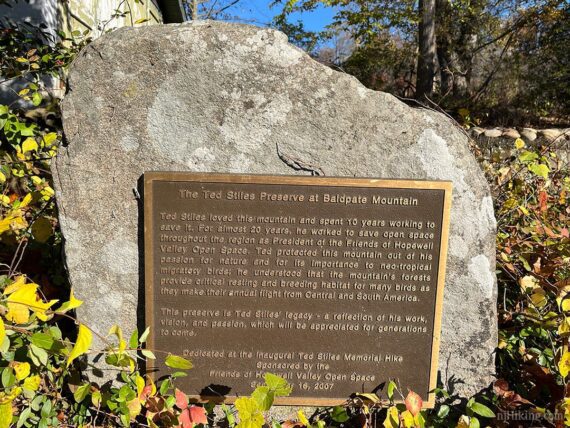 The Ted Stiles Preserve at Baldpate Mountain
Ted Stiles loved this mountain and spent 10 years working to
save it. For almost 20 years, he worked to save open space
throughout the region as President of the Friends of Hopewell
Valley Open Space. Ted protected this mountain out of his
passion for nature and for its importance to neo-tropical
migratory birds; he understood that the mountain's forests
provide critical resting and breeding habitat for many birds as
they make their annual flight from Central and South America.
This preserve is Ted Stiles' legacy - a reflection of his work,
vision, and passion, which will be appreciated for generations
to come.
Dedicated at the Inaugural Ted Stiles Memorial Hike
Sponsored by the
Friends of Hopewell Valley Open Space
16, 2007
njHiking.com